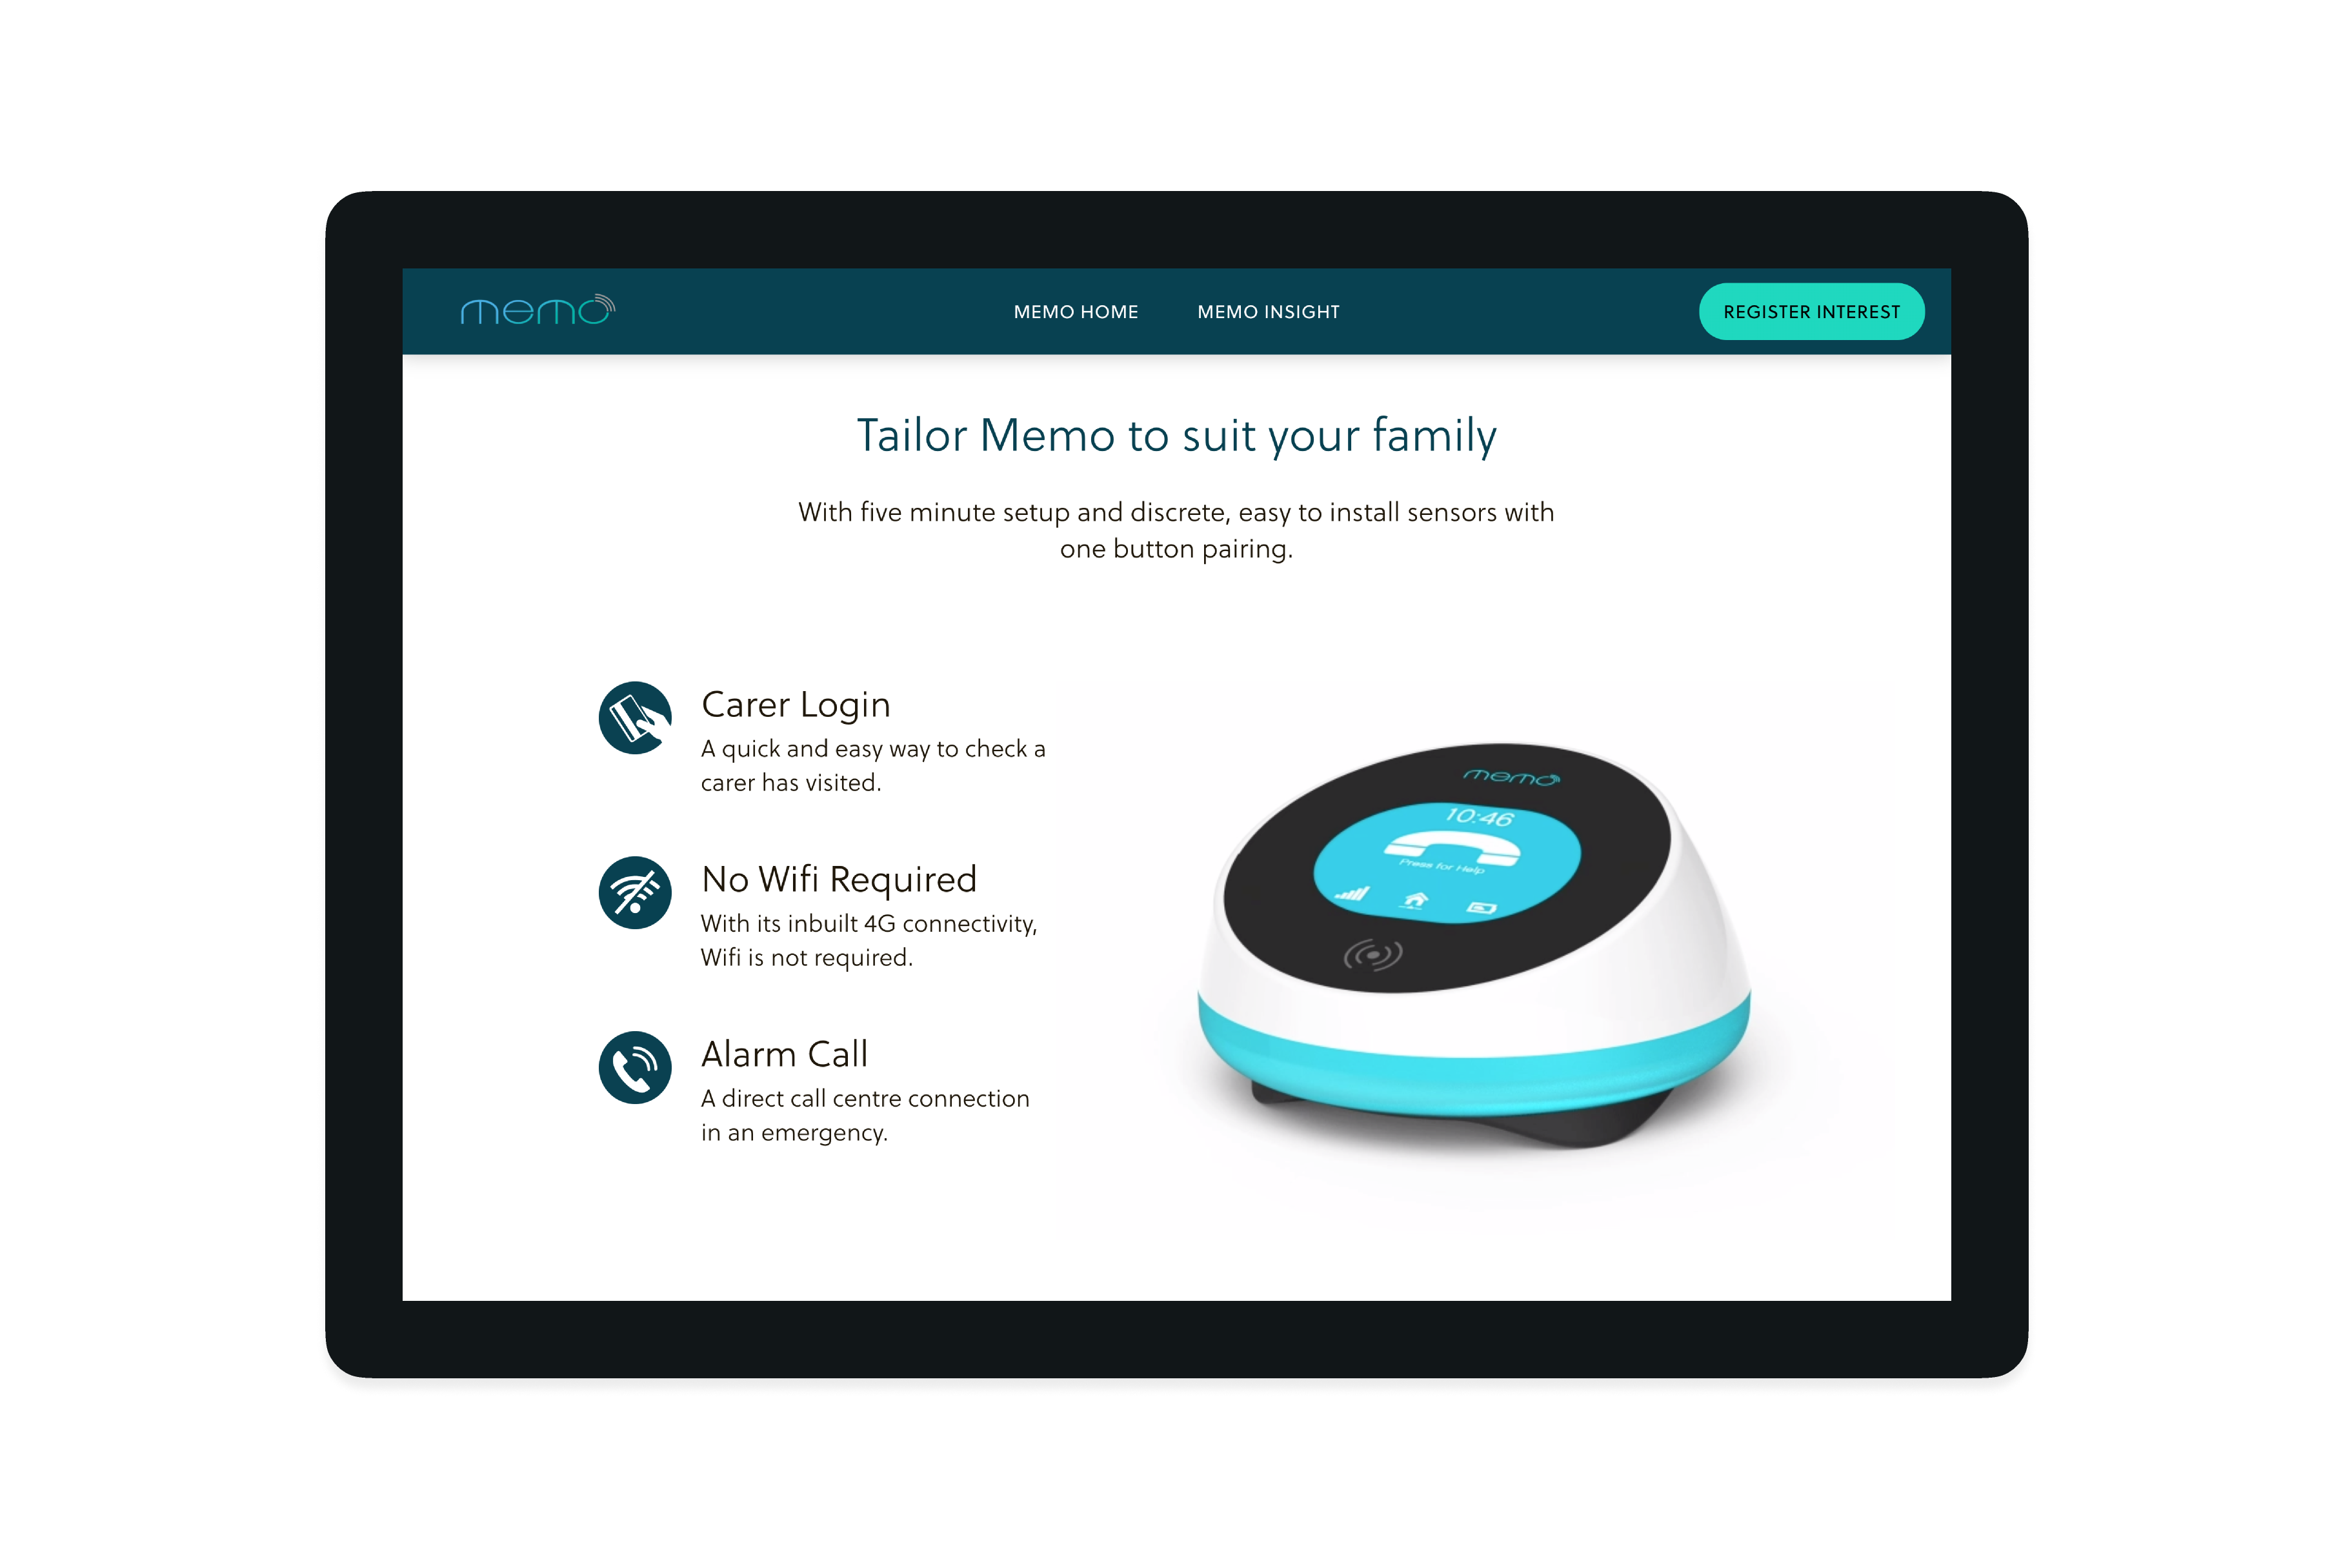 memo
MEMO HOME
MEMO INSIGHT
REGISTER INTEREST
Tailor Memo to suit your family
With five minute setup and discrete, easy to install sensors with
one button pairing.
Carer Login
A quick and easy way to check a
carer has visited.
No Wifi Required
With its inbuilt 4G connectivity,
Wifi is not required.
Alarm Call
A direct call centre connection
in an emergency.
memo
10:46
Press for Help